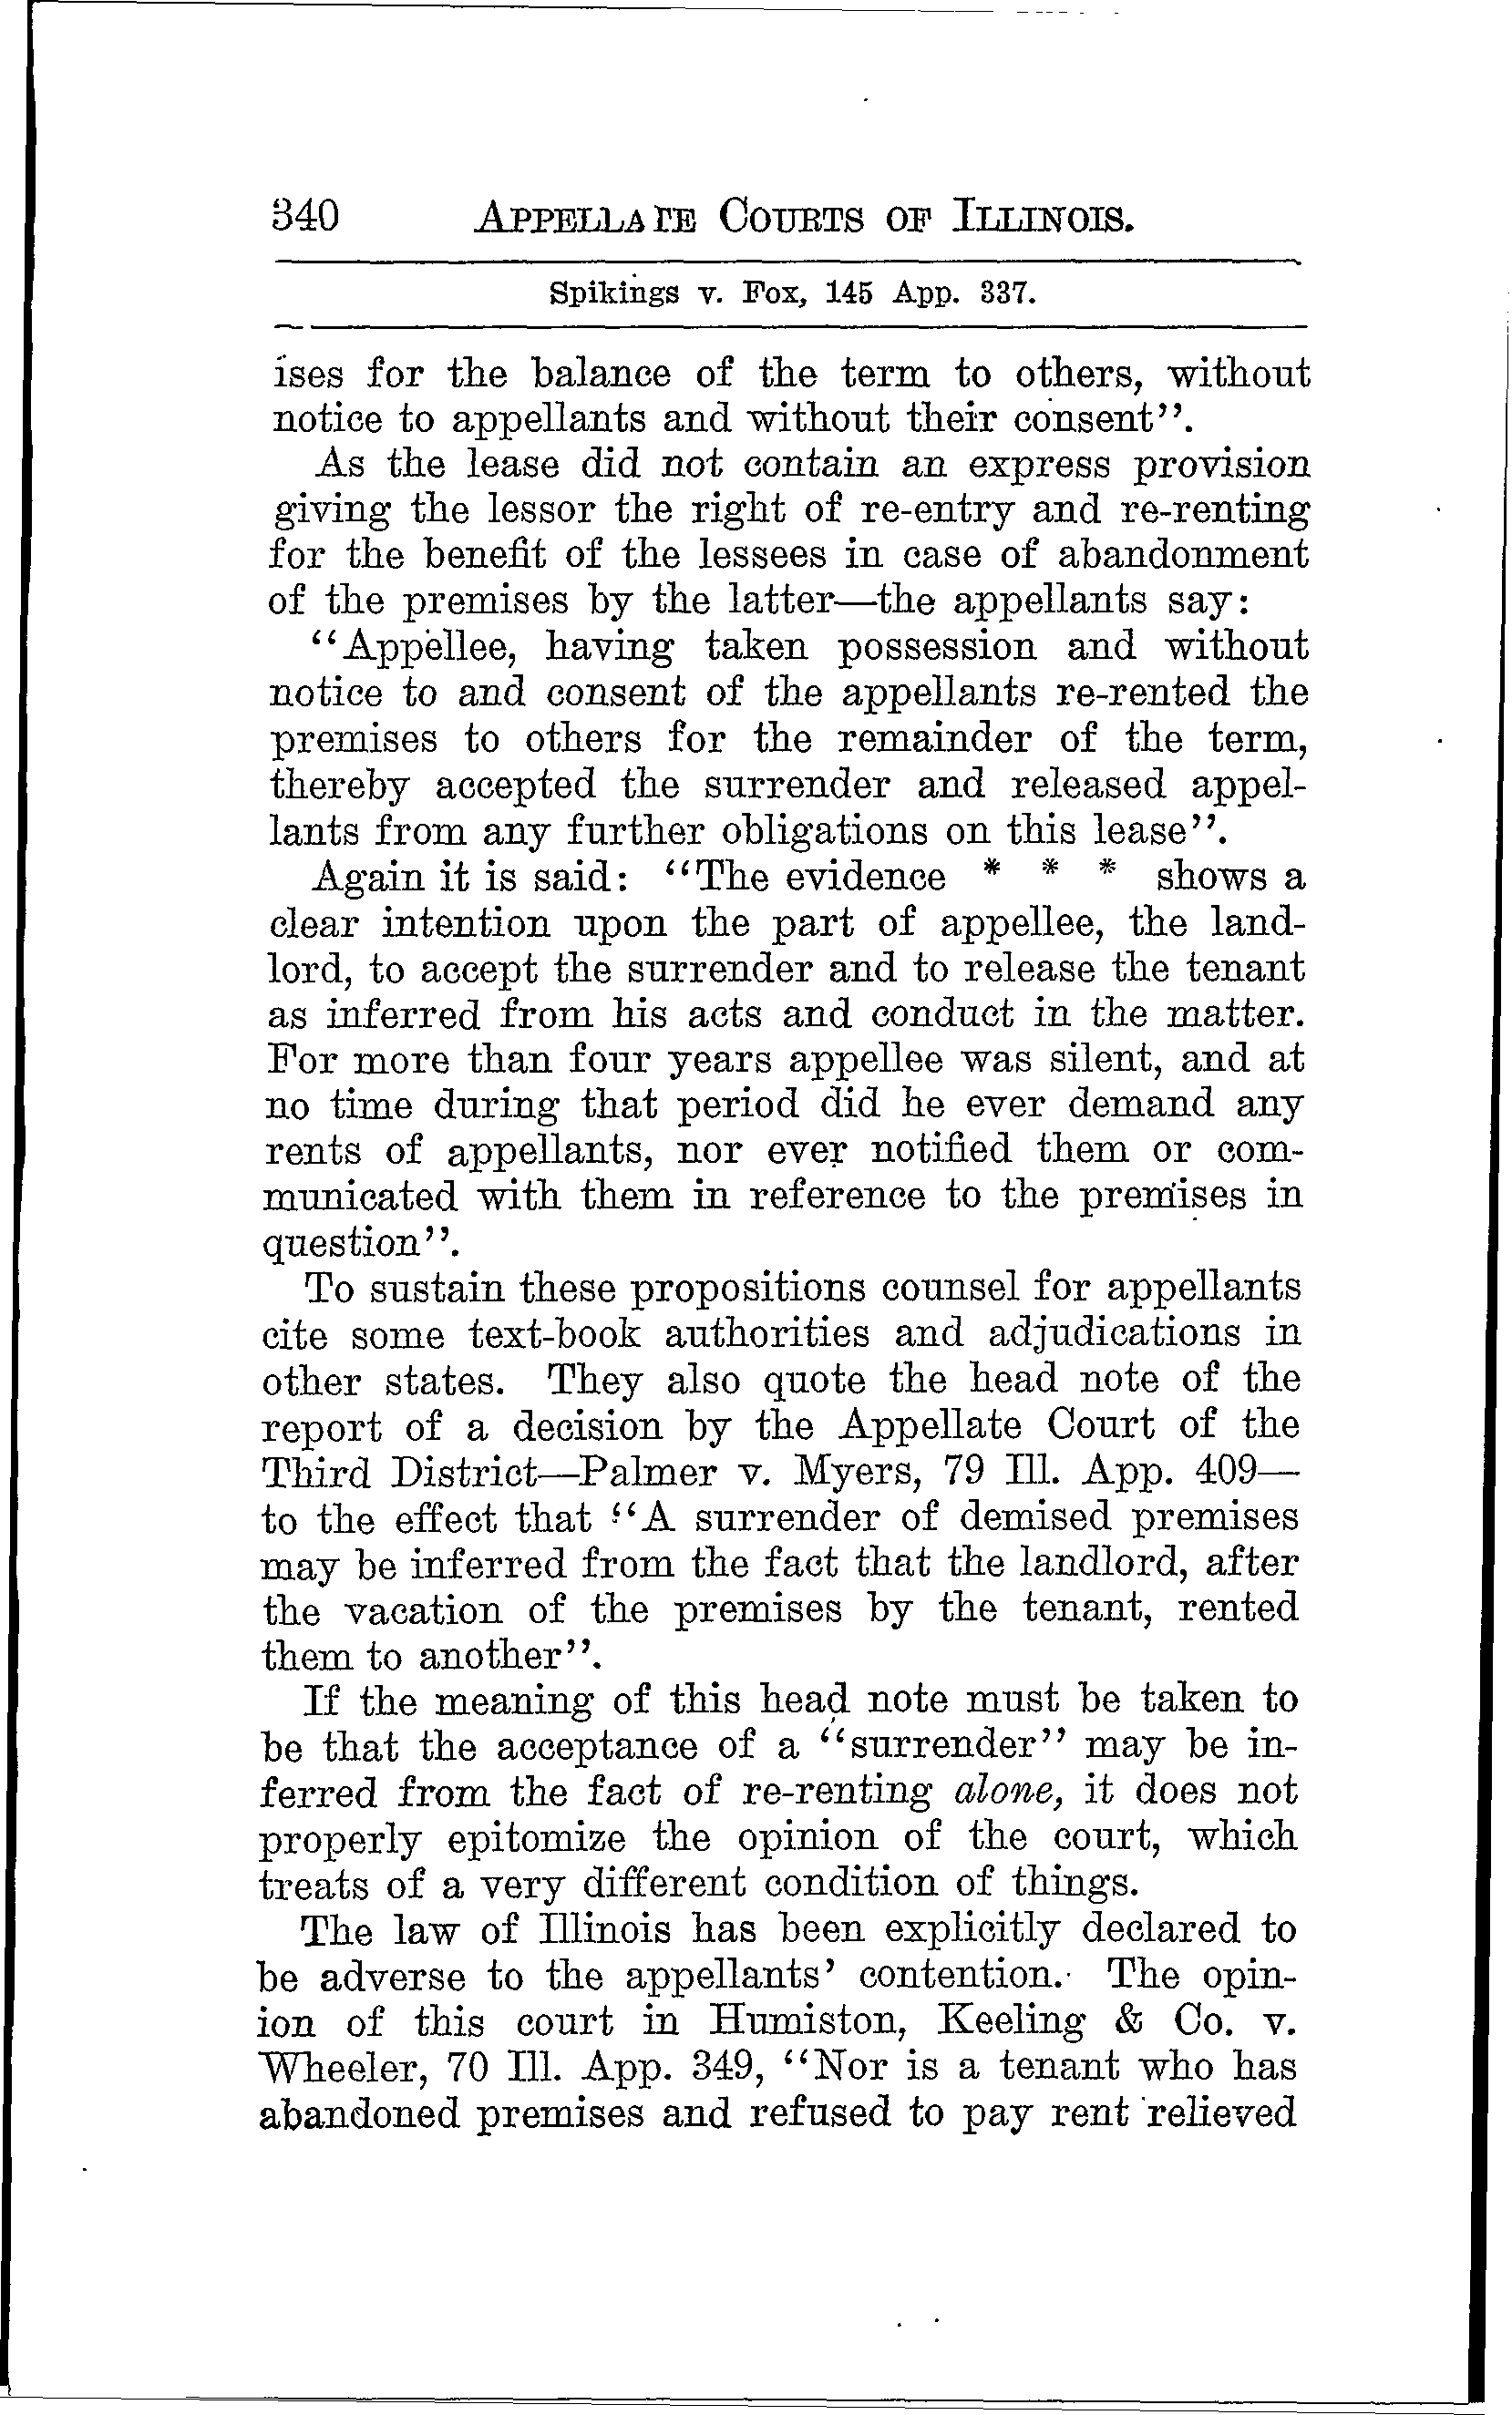 340 APPELLATE COURTS OF ILLINOIS.
Spikings v. Fox, 145 App. 337.
ises for the balance of the term to others, without
notice to appellants and without their consent”.
As the lease did not contain an express provision
giving the lessor the right of re-entry and re-renting
for the benefit of the lessees in case of abandonment
of the premises by the latter—the appellants say:
“Appellee, having taken possession and without
notice to and consent of the appellants re-rented the
premises to others for the remainder of the term,
thereby accepted the surrender and released appel-
lants from any further obligations on this lease”.
Again it is said: “The evidence * * * shows a
clear intention upon the part of appellee, the land-
lord, to accept the surrender and to release the tenant
as inferred from his acts and conduct in the matter.
For more than four years appellee was silent, and at
no time during that period did he ever demand any
rents of appellants, nor ever notified them or com-
municated with them in reference to the premises in
question”.
To sustain these propositions counsel for appellants
cite some text-book authorities and adjudications in
other states. They also quote the head note of the
report of a decision by the Appellate Court of the
Third District—Palmer v. Myers, 79 Ill. App. 409—
to the effect that “A surrender of demised premises
may be inferred from the fact that the landlord, after
the vacation of the premises by the tenant, rented
them to another”.
If the meaning of this head note must be taken to
be that the acceptance of a “surrender” may be in-
ferred from the fact of re-renting alone, it does not
properly epitomize the opinion of the court, which
treats of a very different condition of things.
The law of Illinois has been explicitly declared to
be adverse to the appellants’ contention. The opin-
ion of this court in Humiston, Keeling & Co. v.
Wheeler, 70 Ill. App. 349, “Nor is a tenant who has
abandoned premises and refused to pay rent relieved